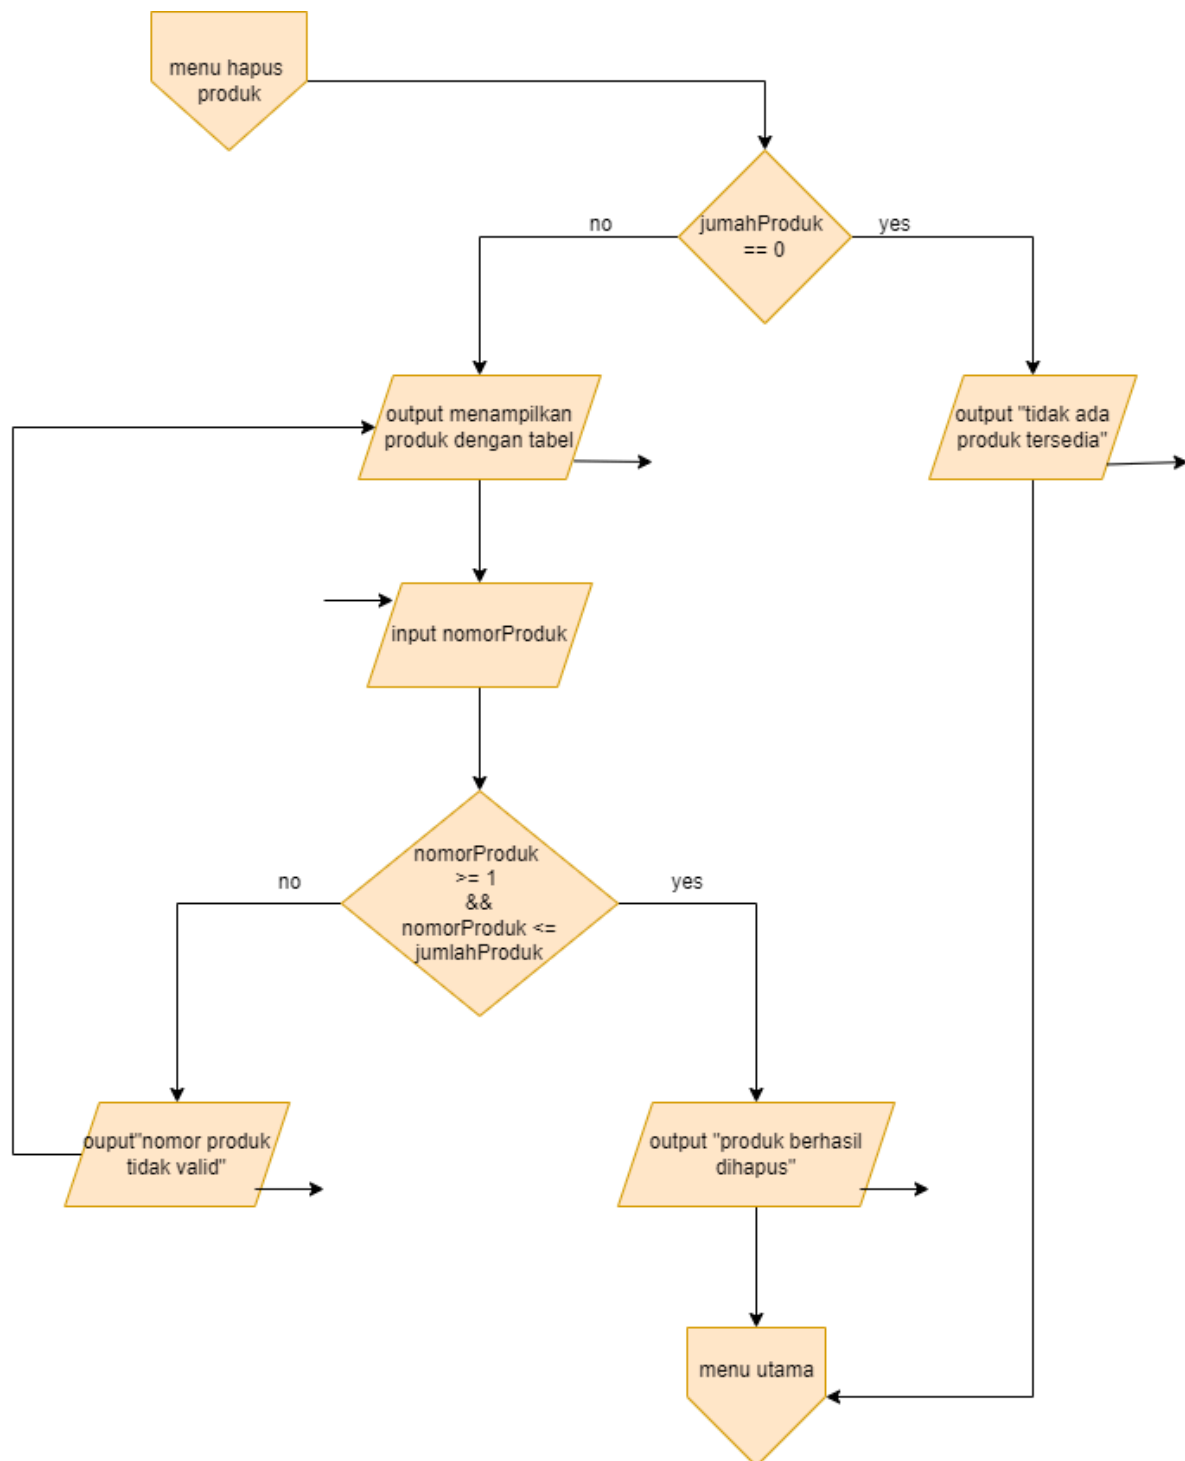 menu hapus
produk
no
jumahProduk
== 0
yes
output menampilkan
produk dengan tabel
output "tidak ada
produk tersedia"
input nomorProduk
no
nomorProduk
>= 1
&&
nomorProduk <=
jumlahProduk
yes
ouput"nomor produk
tidak valid"
output "produk berhasil
dihapus"
menu utama